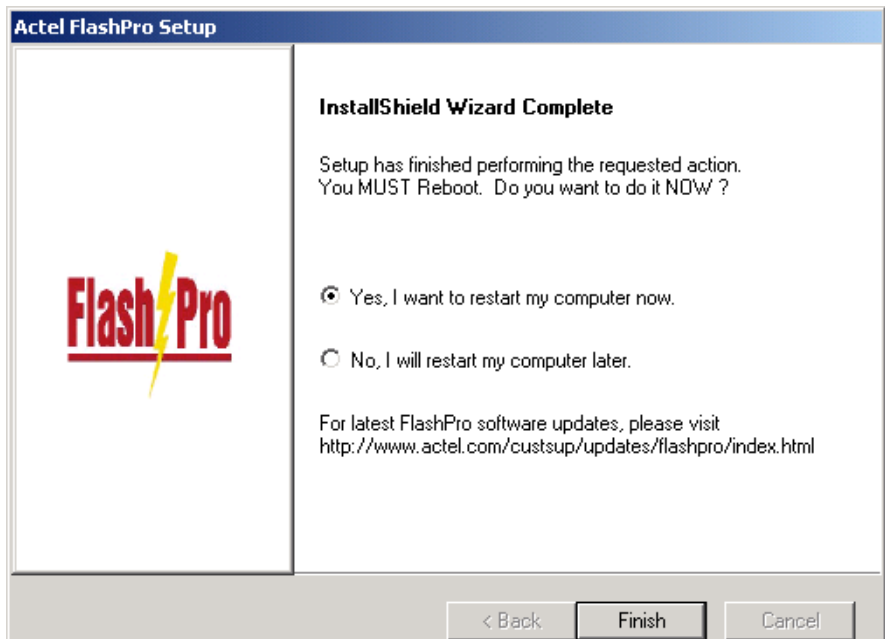 Actel FlashPro Setup
InstallShield Wizard Complete
Setup has finished performing the requested action.
You MUST Reboot. Do you want to do it NOW ?
Flash Pro
Yes, I want to restart my computer now.
No, I will restart my computer later.
For latest FlashPro software updates, please visit
http://www.actel.com/custsup/updates/flashpro/index.html
< Back
Finish
Cancel